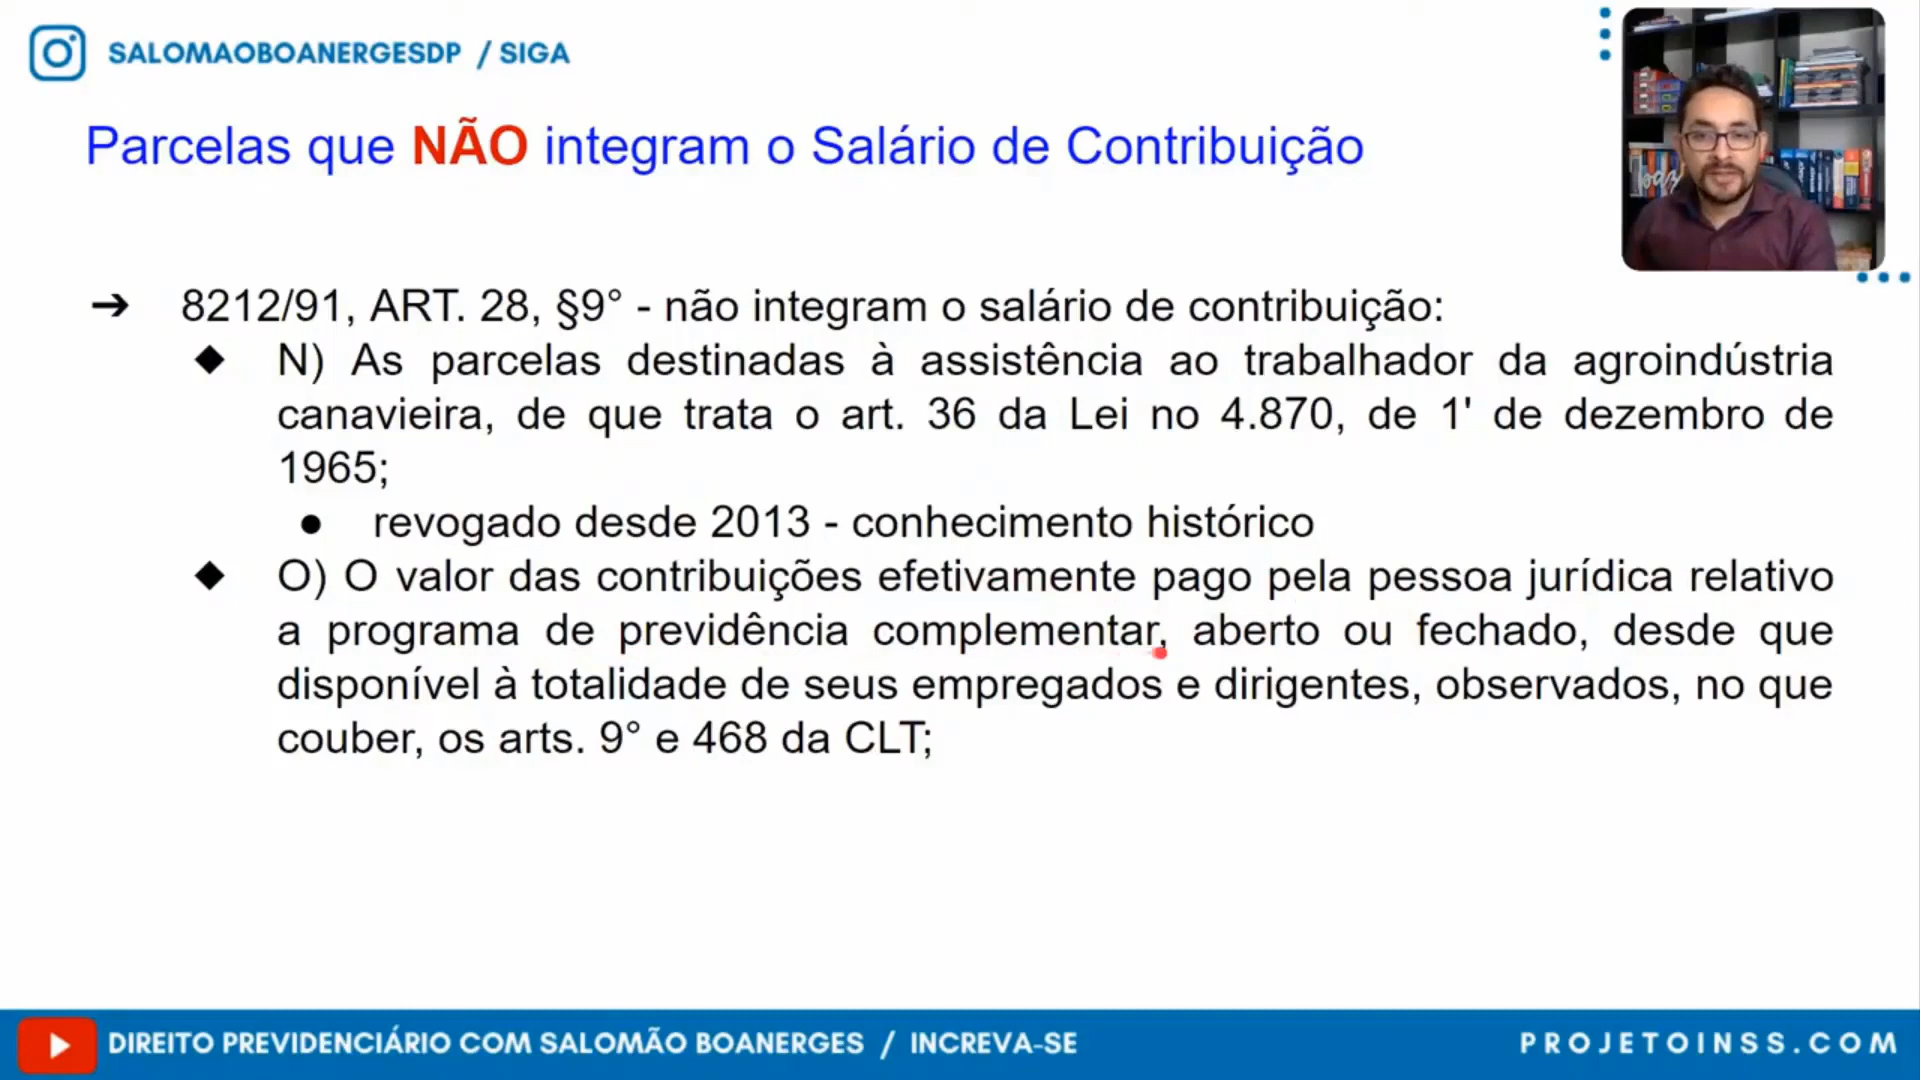 SALOMAOBOANERGESDP / SIGA
Parcelas que NÃO integram o Salário de Contribuição
➔ 8212/91, ART. 28, §9° - não integram o salário de contribuição:
◆ N) As parcelas destinadas à assistência ao trabalhador da agroindústria
canavieira, de que trata o art. 36 da Lei no 4.870, de 1' de dezembro de
1965;
● revogado desde 2013 - conhecimento histórico
◆ O) O valor das contribuições efetivamente pago pela pessoa jurídica relativo
a programa de previdência complementar, aberto ou fechado, desde que
disponível à totalidade de seus empregados e dirigentes, observados, no que
couber, os arts. 9° e 468 da CLT;
DIREITO PREVIDENCIÁRIO COM SALOMÃO BOANERGES / INCREVA-SE
PROJETOINSS.COM